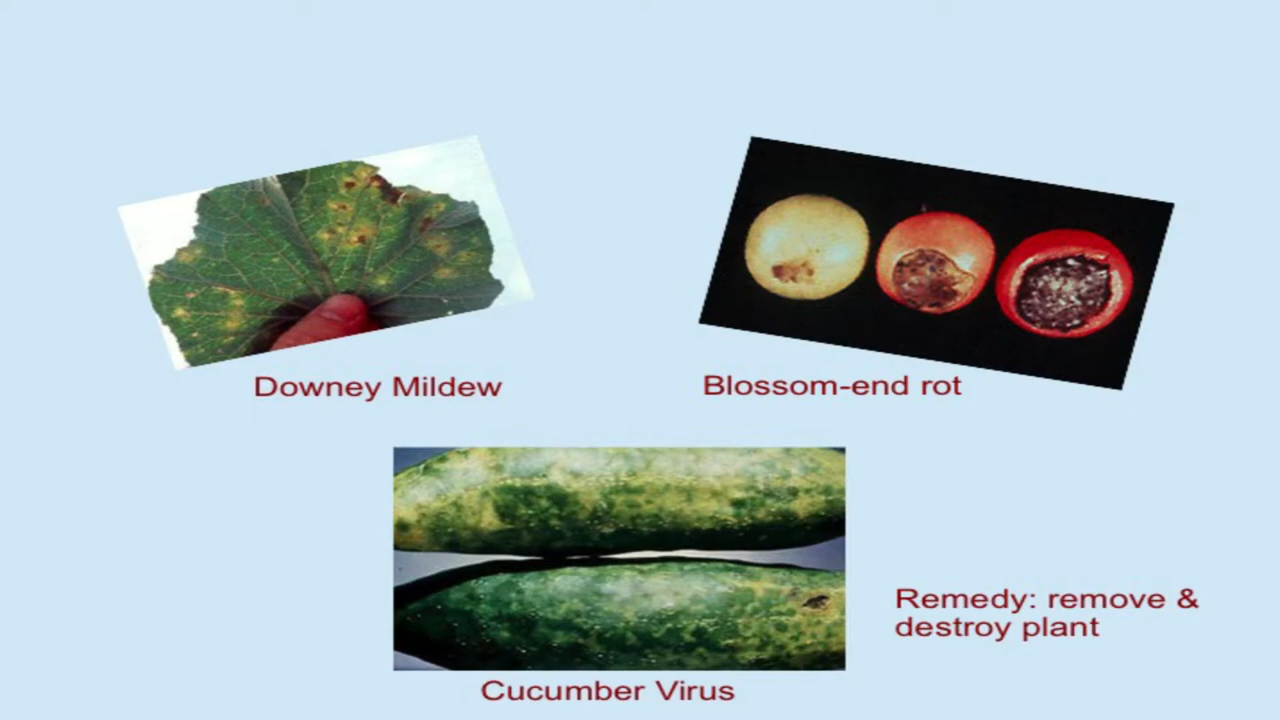 Downey Mildew
Blossom-end rot
Remedy: remove &
destroy plant
Cucumber Virus